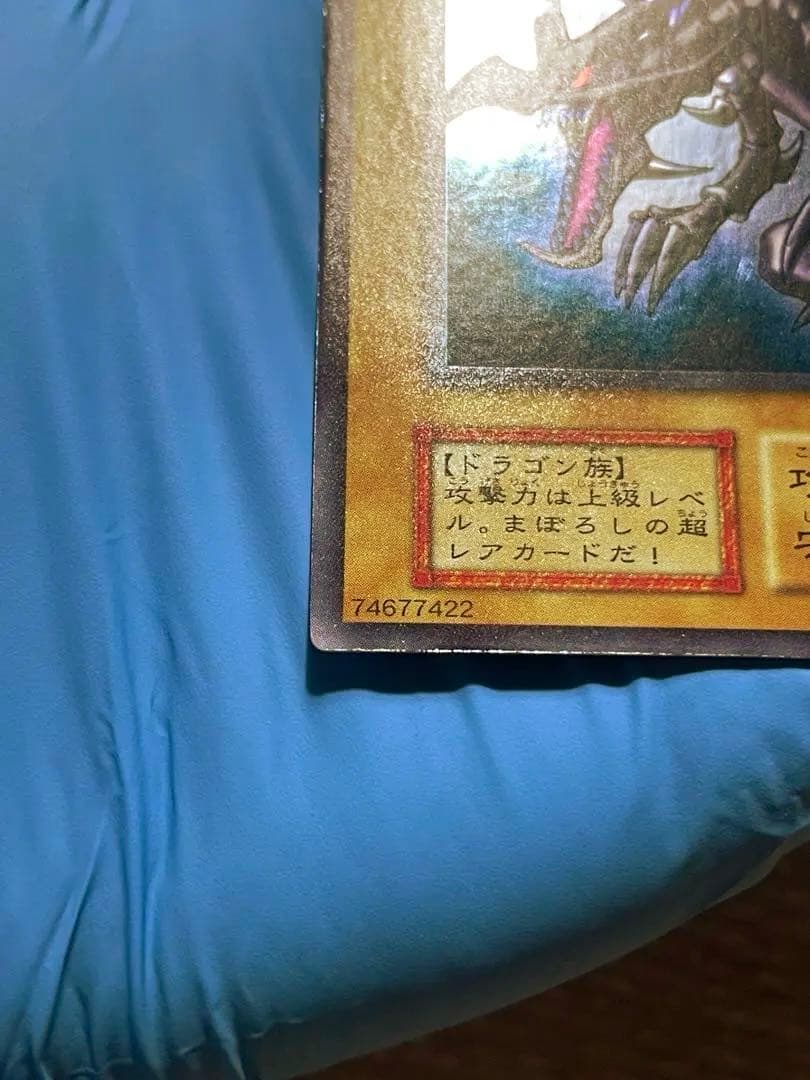 【ドラゴン族】
攻撃力は上級レベ
ル。まぼろしの超
レアカードだ!
74677422